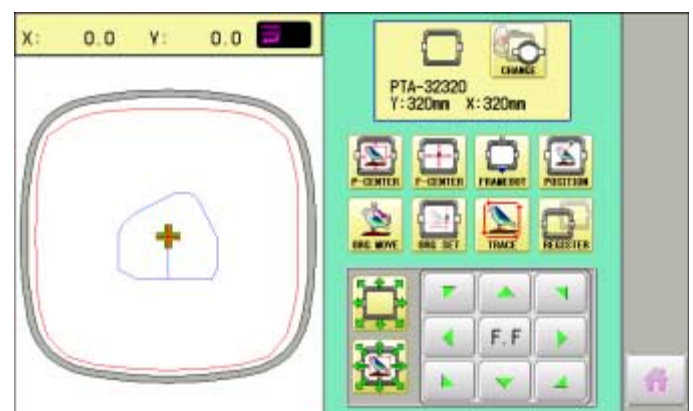 X: 0.0 Y: 0.0
CHANGE
PTA-32320
Y:320mm X:320mm
P-CENTER F-CENTER FRAMEOUT POSITION
ORG MOVE ORG SET TRACE REGISTER
F.F